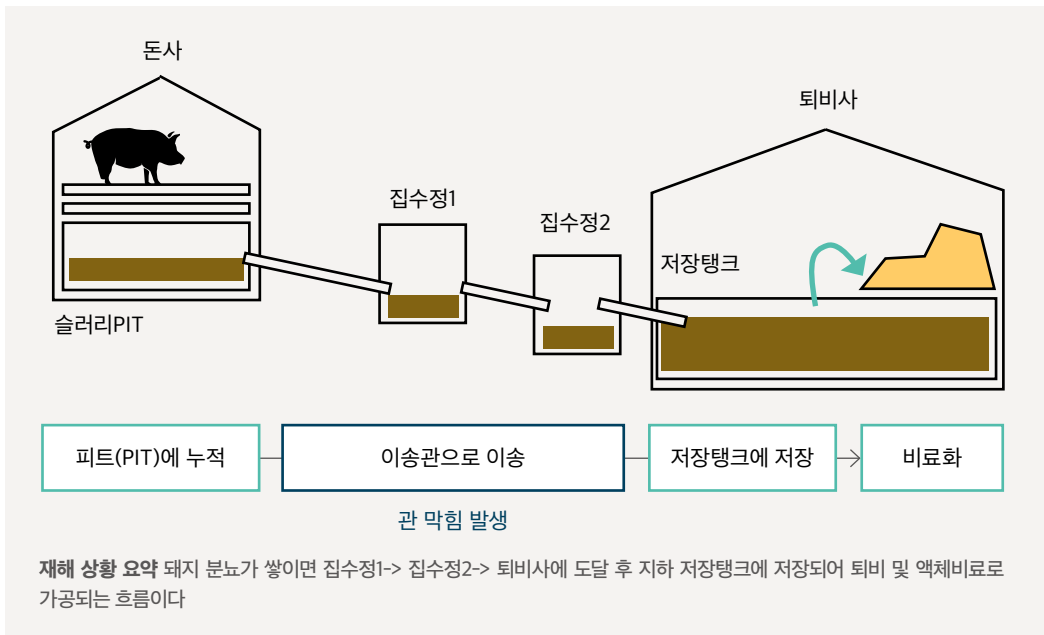 돈사
퇴비사
집수정1
집수정2
저장탱크
슬러리PIT
피트(PIT)에 누적
이송관으로 이송
저장탱크에 저장
비료화
관 막힘 발생
재해 상황 요약 돼지 분뇨가 쌓이면 집수정1-> 집수정2-> 퇴비사에 도달 후 지하 저장탱크에 저장되어 퇴비 및 액체비료로
가공되는 흐름이다